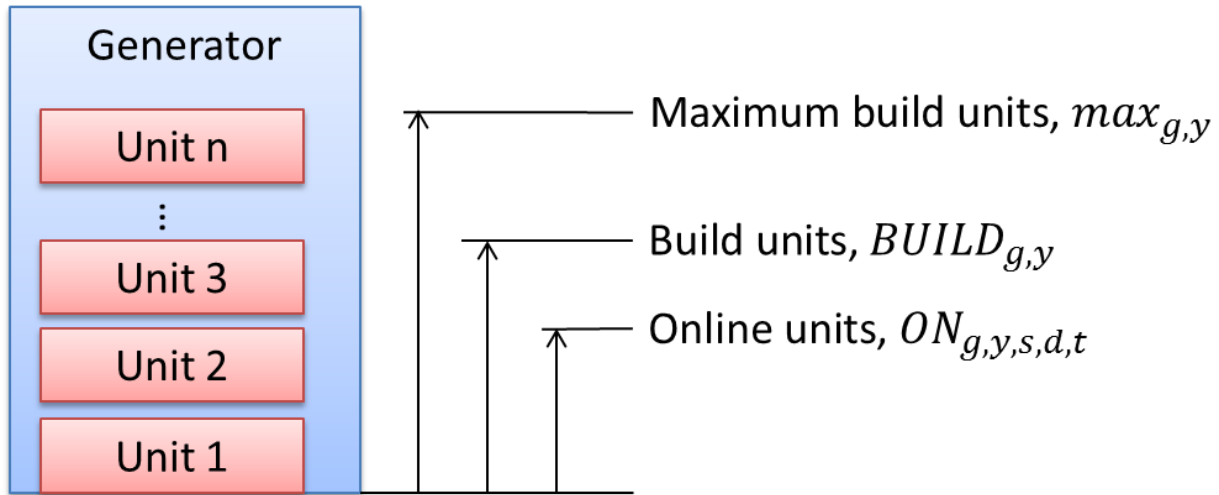 Generator
Unit n
⋮
Unit 3
Unit 2
Unit 1
Maximum build units, $max_{g,y}$
Build units, $BUILD_{g,y}$
Online units, $ON_{g,y,s,d,t}$